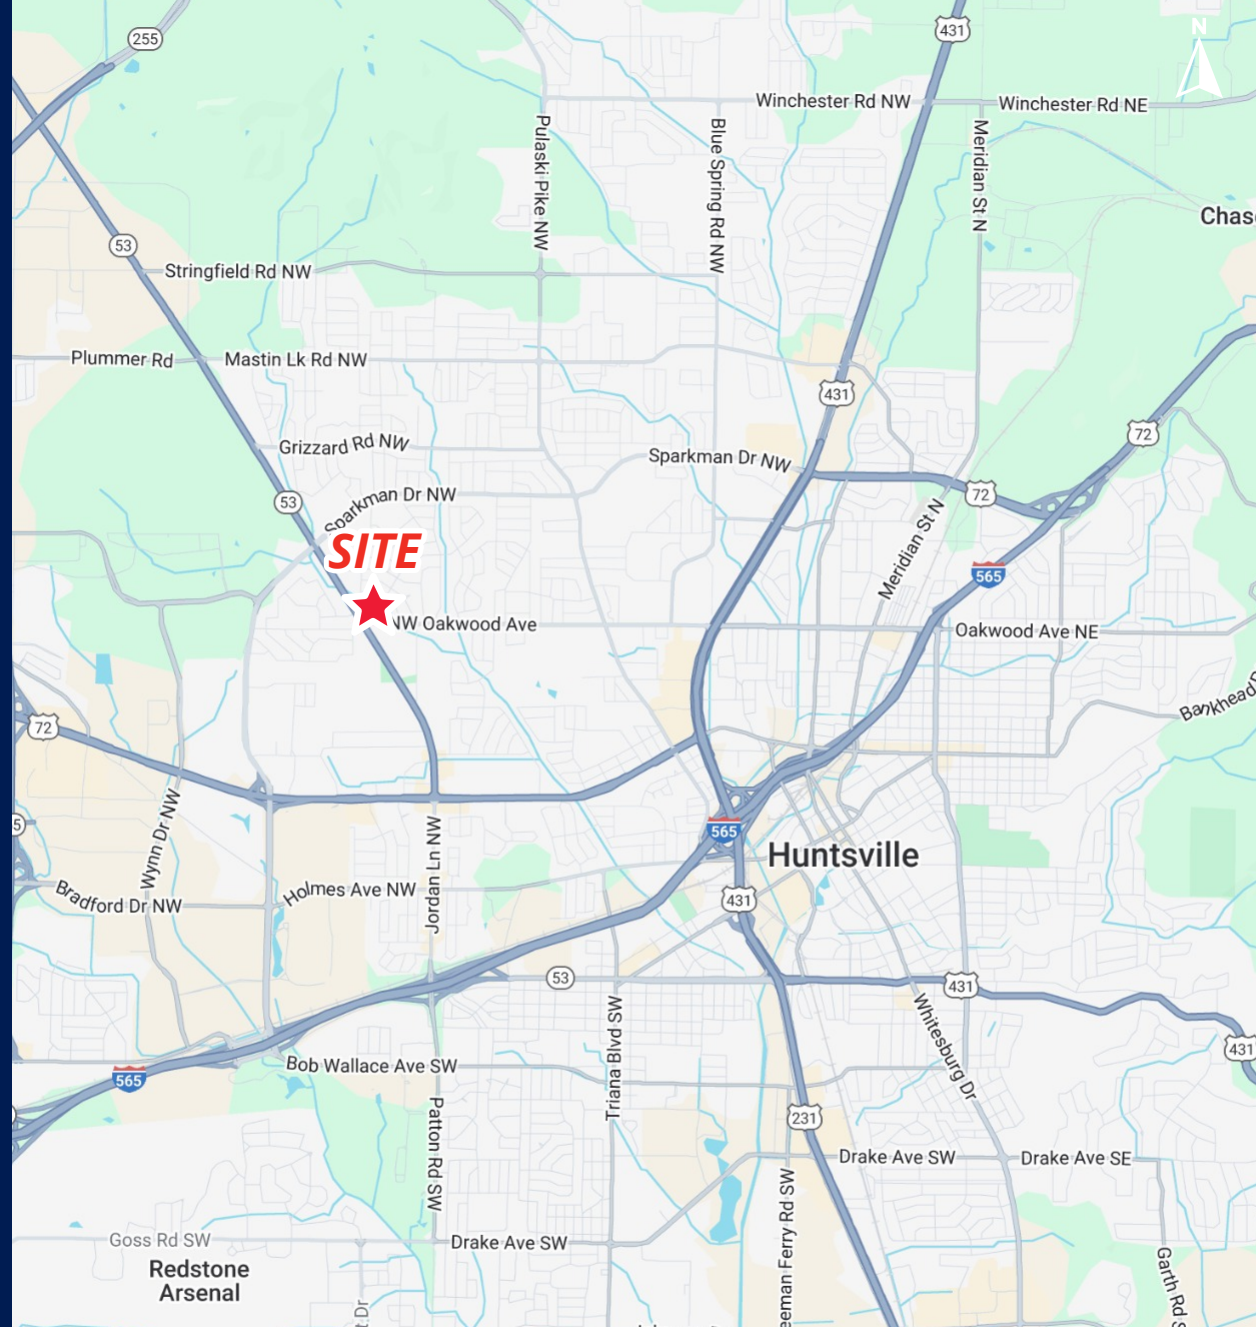 431
255
N
Winchester Rd NW
Winchester Rd NE
Pulaski Pike NW
Blue Spring Rd NW
Meridian St N
Chas
53
Stringfield Rd NW
Plummer Rd
Mastin Lk Rd NW
431
72
Grizzard Rd NW
Sparkman Dr NW
Sparkman Dr NW
72
53
Meridian St N
SITE
565
NW Oakwood Ave
Oakwood Ave NE
Bankhead
72
Wynn Dr NW
5
565
Jordan Ln NW
Huntsville
Holmes Ave NW
Bradford Dr NW
431
53
431
Triana Blvd SW
Whitesburg Dr
431
Bob Wallace Ave SW
565
Patton Rd SW
231
Drake Ave SW
Drake Ave SE
eeman Ferry Rd SW
Goss Rd SW
Drake Ave SW
Redstone
Arsenal
Garth Rd S
t Dr